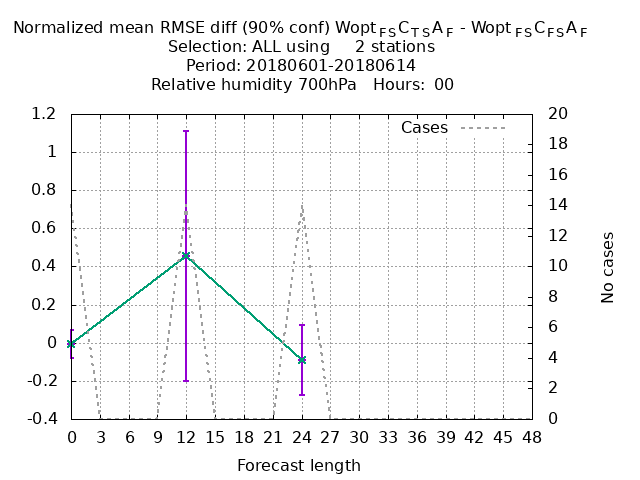 Normalized mean RMSE diff (90% conf) Wopt FS C TS A F - Wopt FS C FS A F
Selection: ALL using 2 stations
Period: 20180601-20180614
Relative humidity 700hPa Hours: 00
Cases
1.2
1
0.8
0.6
0.4
0.2
0
-0.2
-0.4
20
18
16
14
12
10
8
6
4
2
0
No cases
0 3 6 9 12 15 18 21 24 27 30 33 36 39 42 45 48
Forecast length